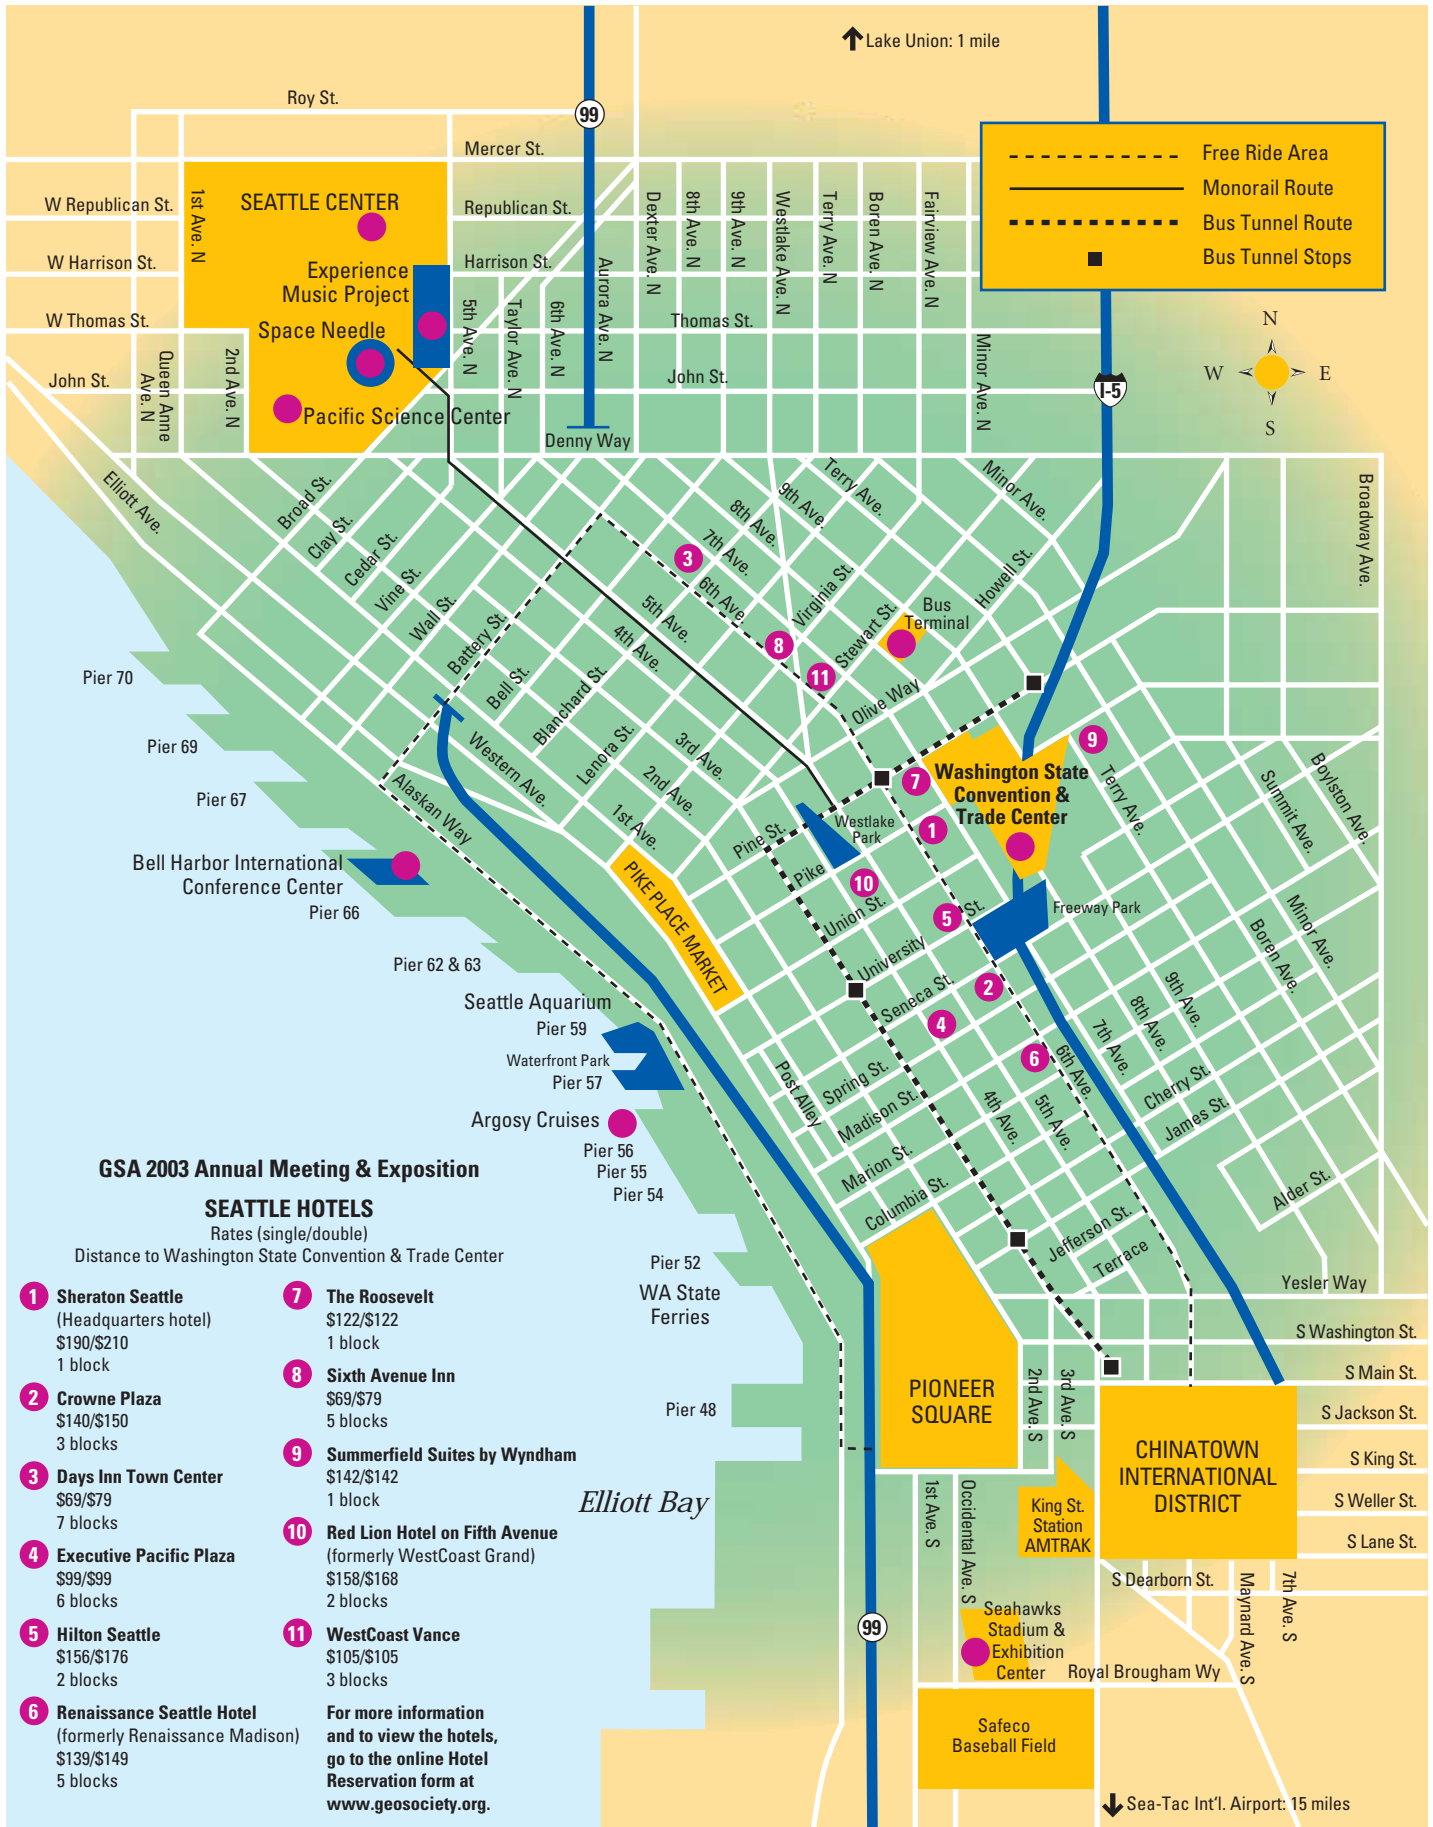 Lake Union: 1 mile
Roy St.
99
Mercer St.
Free Ride Area
Monorail Route
Bus Tunnel Route
Bus Tunnel Stops
W Republican St.
1st Ave. N
SEATTLE CENTER
Republican St.
Dexter Ave. N
8th Ave. N
9th Ave. N
Westlake Ave. N
Terry Ave. N
Boren Ave. N
Fairview Ave. N
W Harrison St.
Experience
Music Project
Harrison St.
Aurora Ave. N
W Thomas St.
Space Needle
5th Ave. N
Taylor Ave. N
6th Ave. N
Thomas St.
Minor Ave. N
N
W
E
S
John St.
Queen Anne
Ave. N
2nd Ave. N
John St.
I-5
Pacific Science Center
Denny Way
Elliott Ave.
Broad St.
Clay St.
Cedar St.
Vine St.
Wall St.
Battery St.
Bell St.
Blanchard St.
Lenora St.
Terry Ave.
9th Ave.
8th Ave.
7th Ave.
6th Ave.
5th Ave.
4th Ave.
3rd Ave.
2nd Ave.
1st Ave.
Western Ave.
Alaskan Way
Minor Ave.
Howell St.
Broadway Ave.
Virginia St.
Stewart St.
Bus
Terminal
Olive Way
3
8
11
9
7
1
10
5
2
4
6
Pier 70
Pier 69
Pier 67
Washington State
Convention &
Trade Center
Terry Ave.
Boylston Ave.
Summit Ave.
Westlake
Park
Pine St.
Pike
Union St.
University
St.
Seneca St.
Freeway Park
Minor Ave.
Boren Ave.
PIKE PLACE MARKET
Bell Harbor International
Conference Center
Pier 66
Pier 62 & 63
Seattle Aquarium
Pier 59
Waterfront Park
Pier 57
Argosy Cruises
Pier 56
Pier 55
Pier 54
Post Alley
Spring St.
Madison St.
Marion St.
Columbia St.
4th Ave.
5th Ave.
6th Ave.
7th Ave.
8th Ave.
9th Ave.
Cherry St.
James St.
Alder St.
Jefferson St.
Terrace
Yesler Way
Pier 52
WA State
Ferries
Pier 48
Elliott Bay
S Washington St.
S Main St.
S Jackson St.
S King St.
S Weller St.
S Lane St.
PIONEER
SQUARE
2nd Ave. S
3rd Ave. S
CHINATOWN
INTERNATIONAL
DISTRICT
1st Ave. S
Occidental Ave. S
King St.
Station
AMTRAK
S Dearborn St.
Maynard Ave. S
7th Ave. S
99
Seahawks
Stadium &
Exhibition
Center
Royal Brougham Wy
Safeco
Baseball Field
Sea-Tac Int'l. Airport: 15 miles
GSA 2003 Annual Meeting & Exposition
SEATTLE HOTELS
Rates (single/double)
Distance to Washington State Convention & Trade Center
1 Sheraton Seattle
(Headquarters hotel)
$190/$210
1 block
2 Crowne Plaza
$140/$150
3 blocks
3 Days Inn Town Center
$69/$79
7 blocks
4 Executive Pacific Plaza
$99/$99
6 blocks
5 Hilton Seattle
$156/$176
2 blocks
6 Renaissance Seattle Hotel
(formerly Renaissance Madison)
$139/$149
5 blocks
7 The Roosevelt
$122/$122
1 block
8 Sixth Avenue Inn
$69/$79
5 blocks
9 Summerfield Suites by Wyndham
$142/$142
1 block
10 Red Lion Hotel on Fifth Avenue
(formerly WestCoast Grand)
$158/$168
2 blocks
11 WestCoast Vance
$105/$105
3 blocks
For more information
and to view the hotels,
go to the online Hotel
Reservation form at
www.geosociety.org.